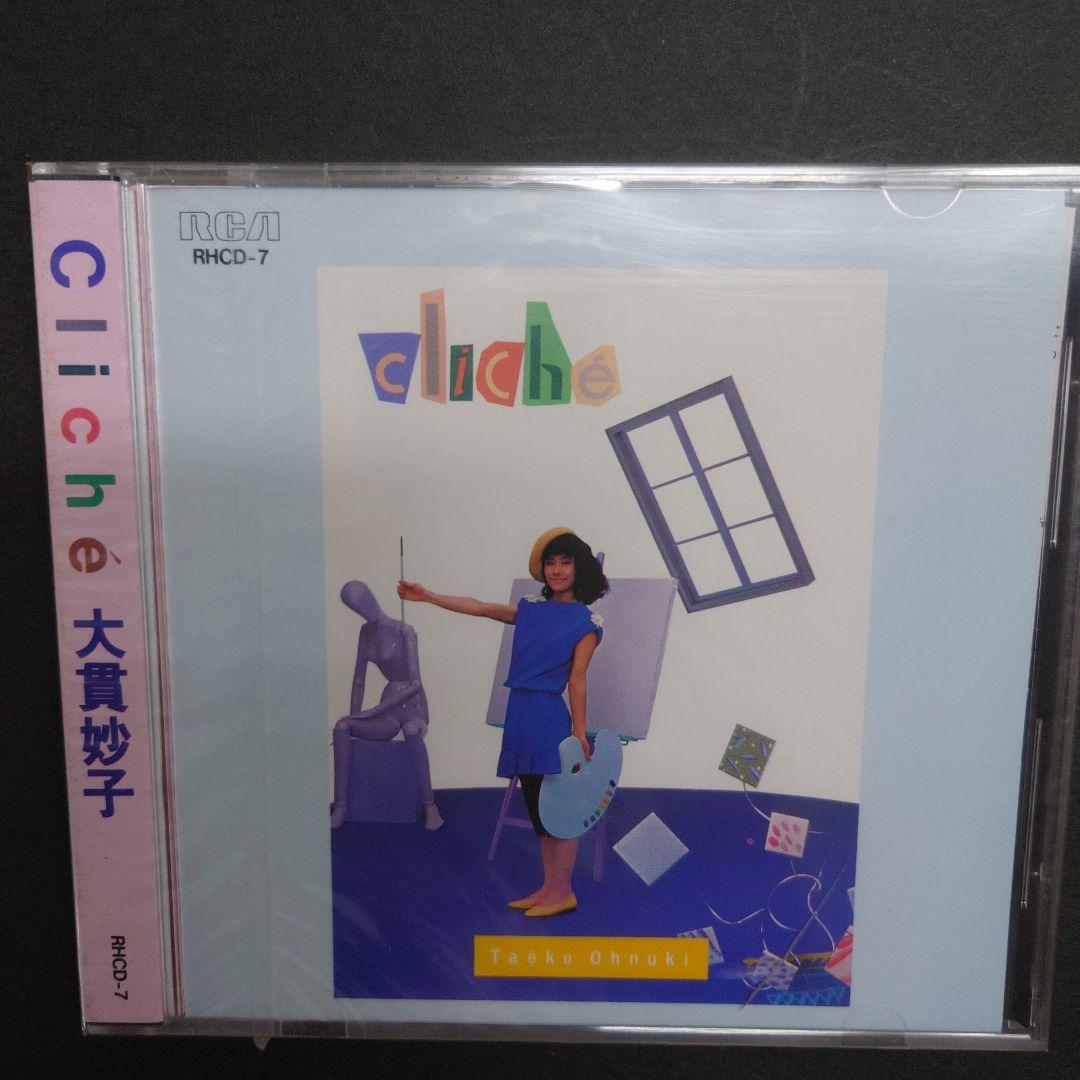 Cliché 大貫妙子
RHCD-7
RCA
RHCD-7
cliché
Taeko Ohnuki